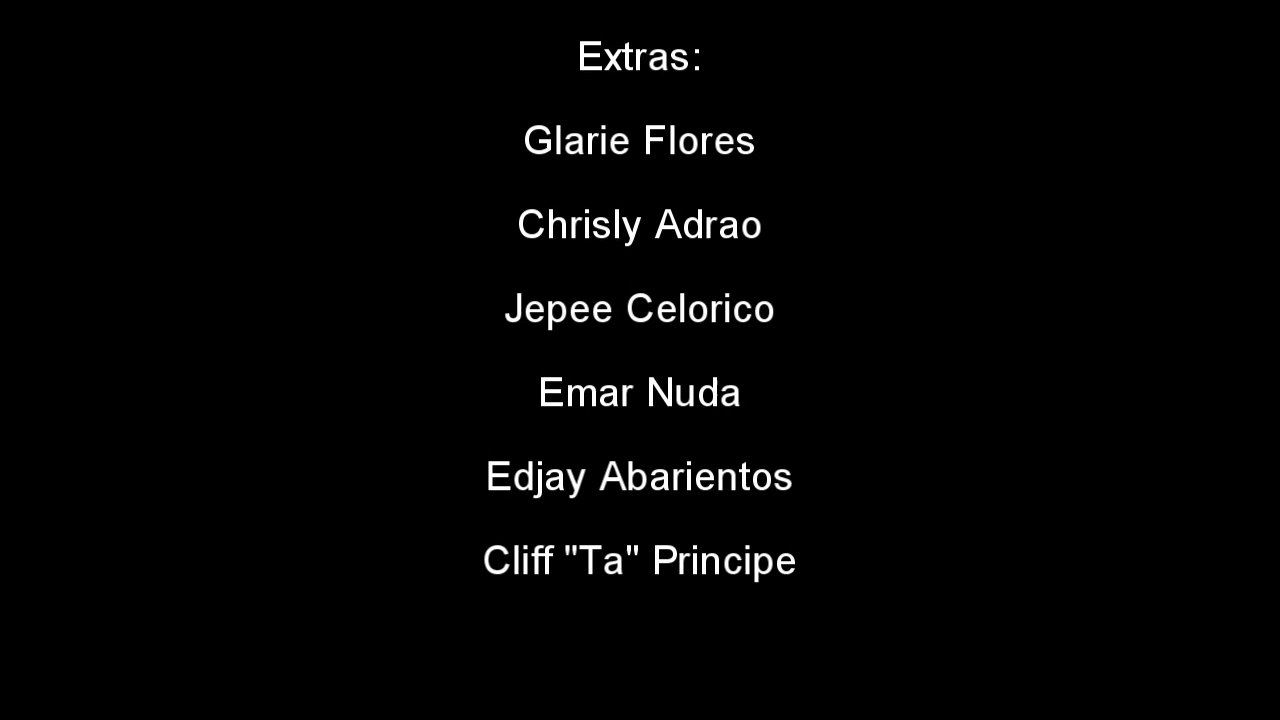 Extras:
Glarie Flores
Chrisly Adrao
Jepee Celorico
Emar Nuda
Edjay Abarientos
Cliff "Ta" Principe